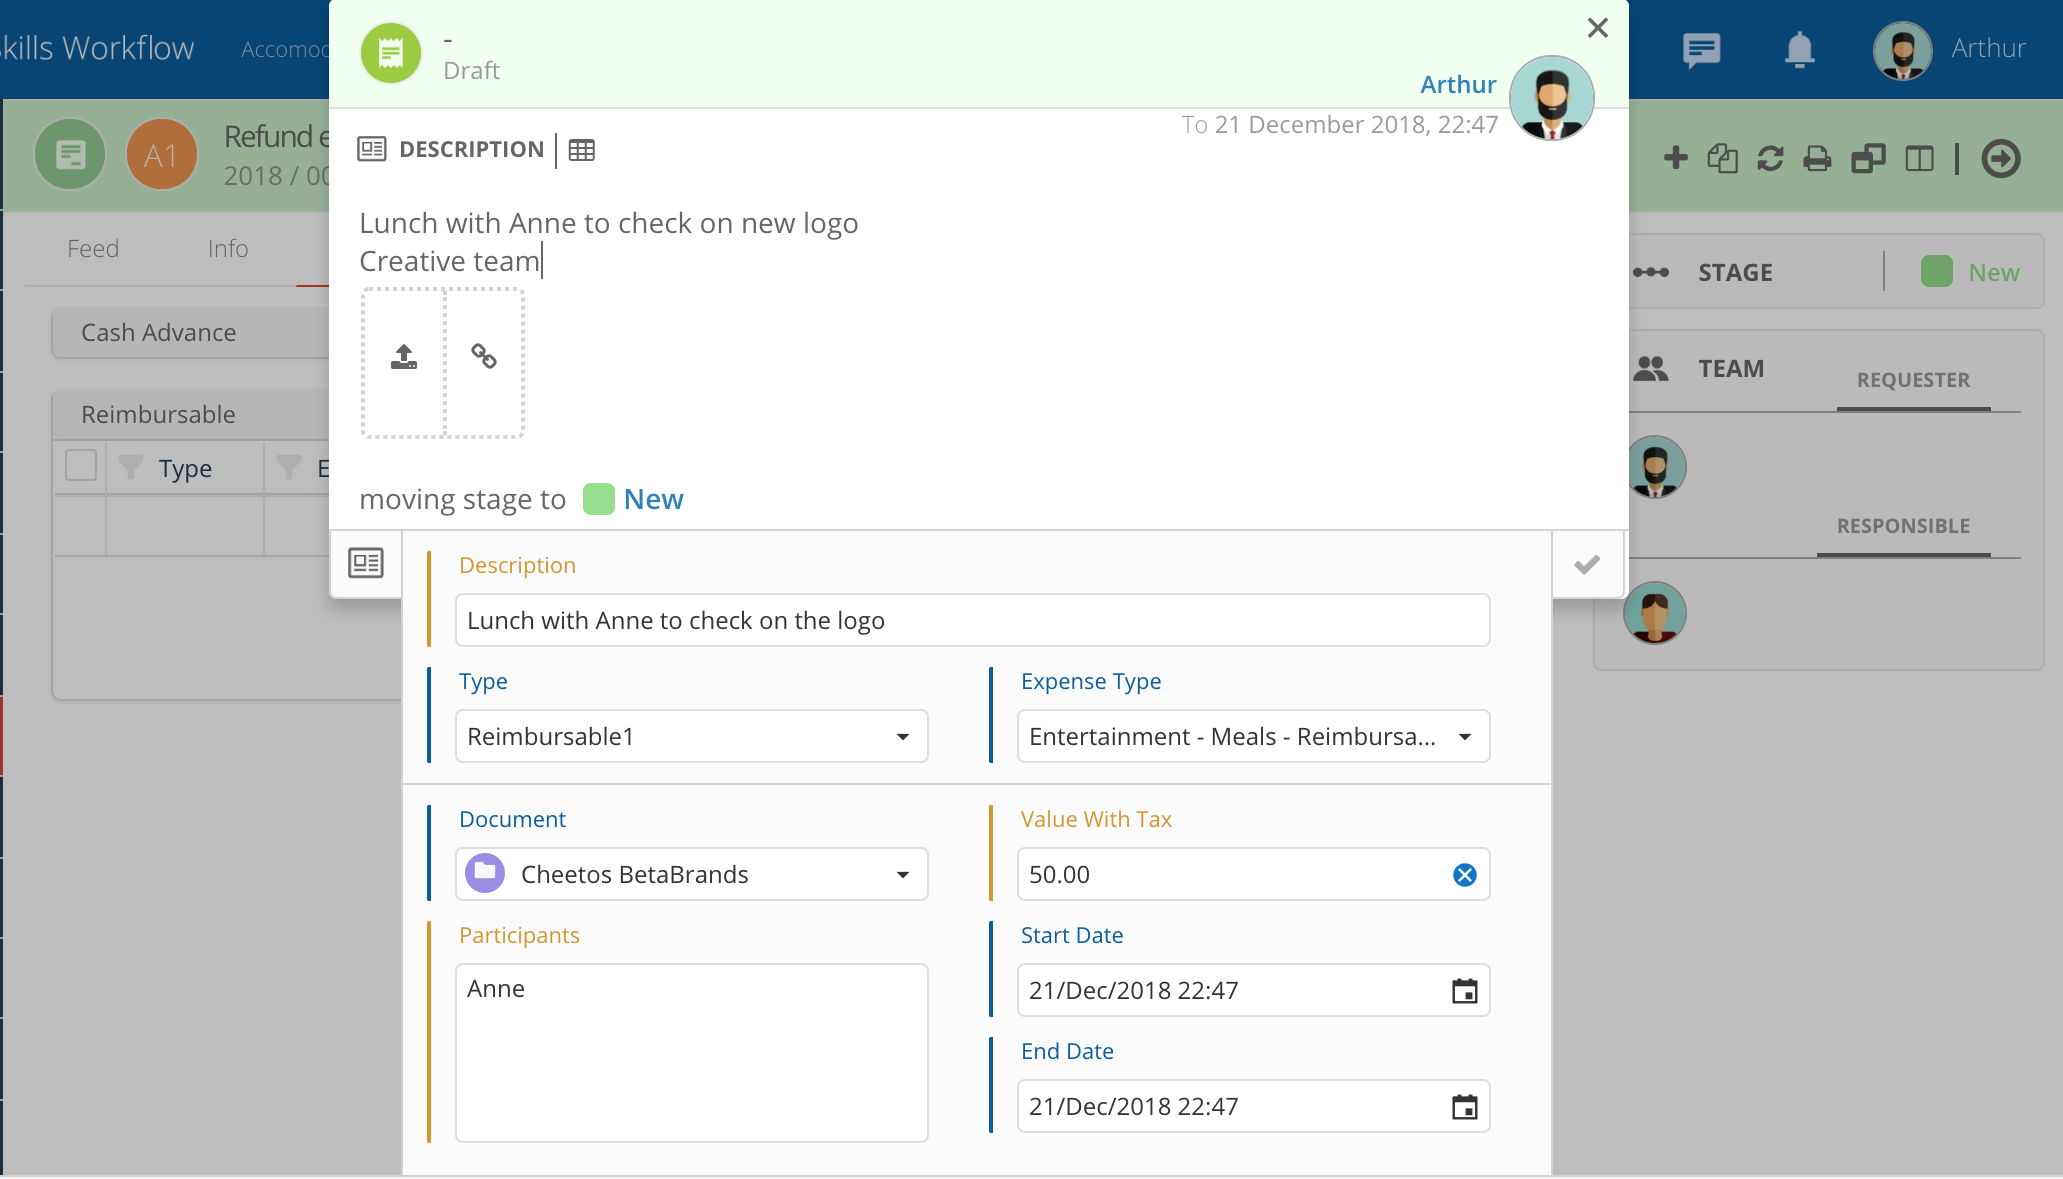 kills Workflow
Accomoc
-
Draft
Arthur
To 21 December 2018, 22:47
Arthur
A1
Refund e
2018 / 00
DESCRIPTION
Feed
Info
Lunch with Anne to check on new logo
Creative team
STAGE
New
Cash Advance
TEAM
REQUESTER
Reimbursable
Type
E
moving stage to
New
RESPONSIBLE
Description
Lunch with Anne to check on the logo
Type
Expense Type
Reimbursable1
Entertainment - Meals - Reimbursa...
Document
Value With Tax
Cheetos BetaBrands
50.00
Participants
Start Date
Anne
21/Dec/2018 22:47
End Date
21/Dec/2018 22:47